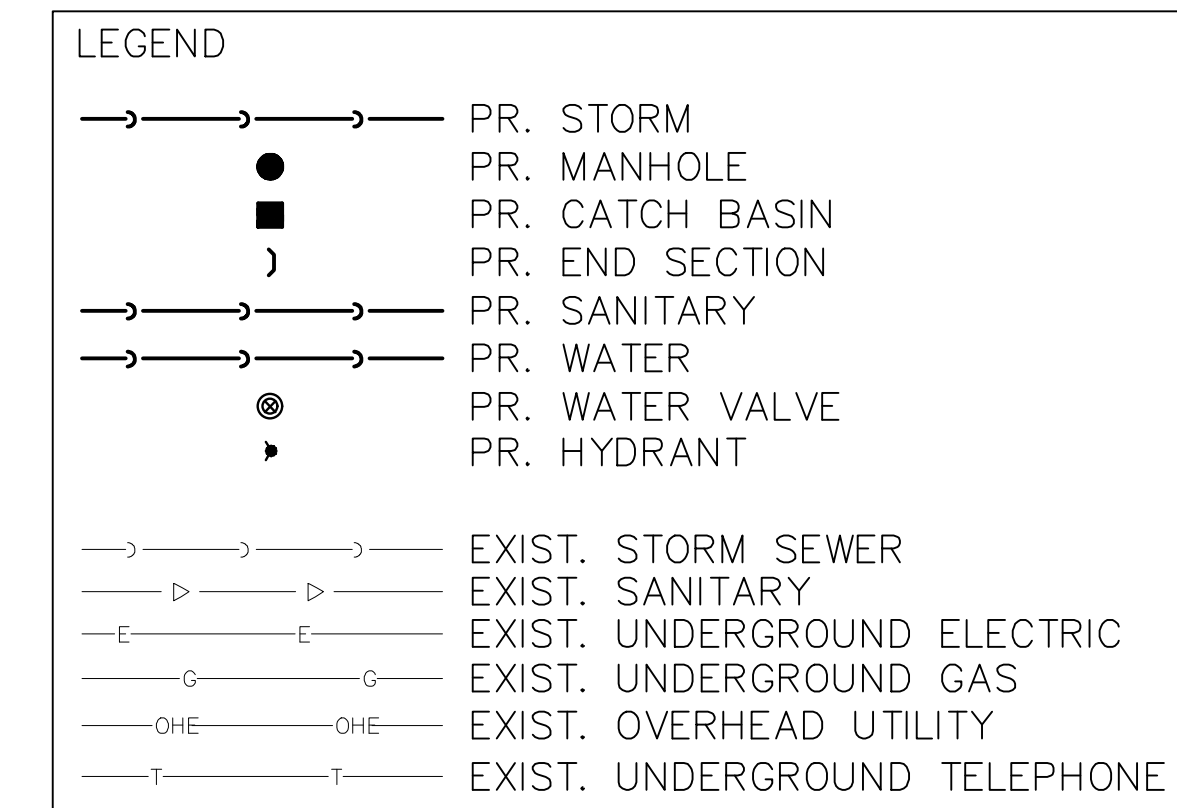 LEGEND
PR. STORM
PR. MANHOLE
PR. CATCH BASIN
PR. END SECTION
PR. SANITARY
PR. WATER
PR. WATER VALVE
PR. HYDRANT
EXIST. STORM SEWER
EXIST. SANITARY
E E EXIST. UNDERGROUND ELECTRIC
G G EXIST. UNDERGROUND GAS
OHE OHE EXIST. OVERHEAD UTILITY
T T EXIST. UNDERGROUND TELEPHONE